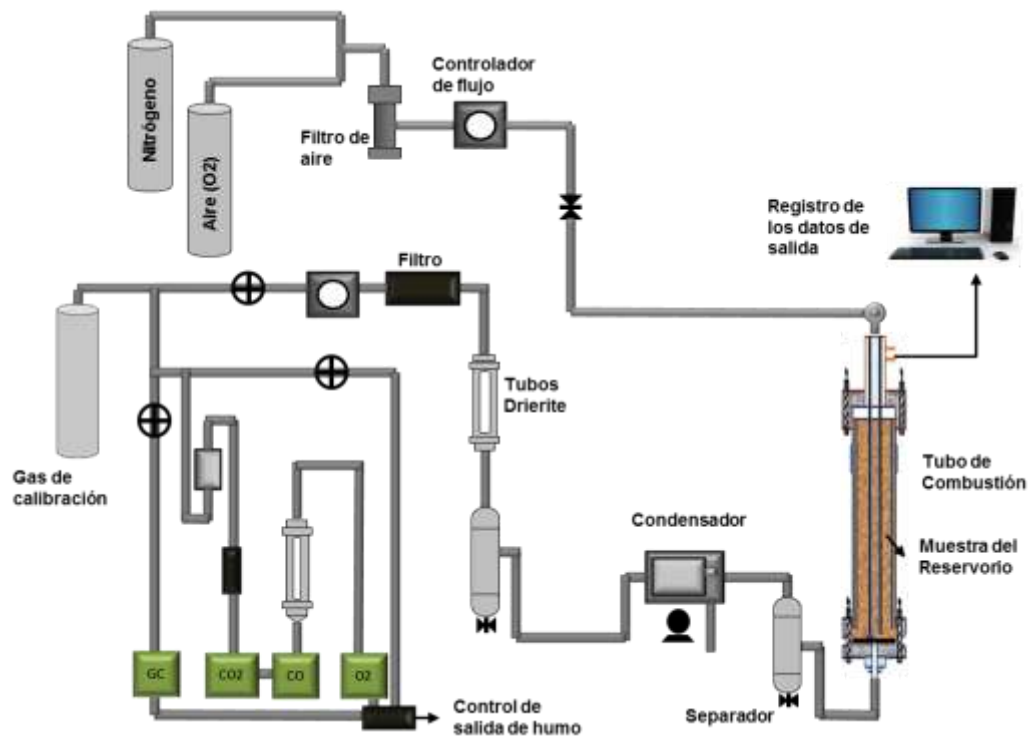 Nitrógeno
Aire (O2)
Filtro de
aire
Controlador
de flujo
Registro de
los datos de
salida
Filtro
Tubos
Drierite
Gas de
calibración
Tubo de
Combustión
Muestra del
Reservorio
Condensador
Separador
GC
CO2
CO
O2
Control de
salida de humo